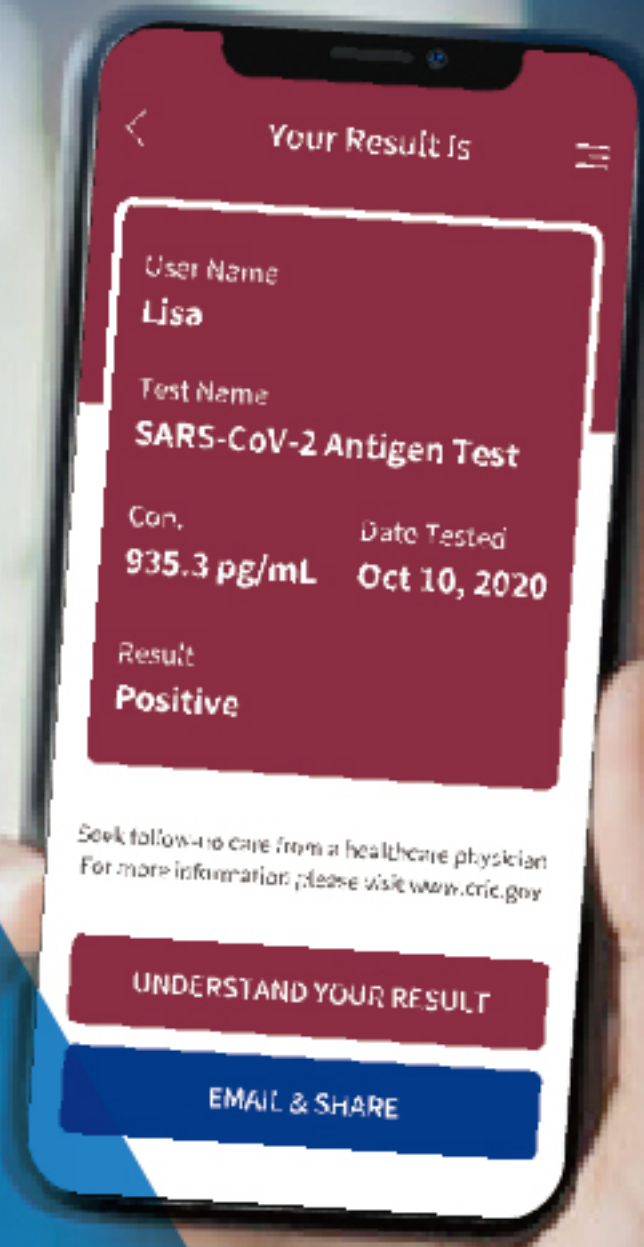 Your Result Is
User Name
Lisa
Test Name
SARS-CoV-2 Antigen Test
Con.
935.3 pg/mL
Date Tested
Oct 10, 2020
Result
Positive
Seek follow-up care from a healthcare physician
For more information please visit
UNDERSTAND YOUR RESULT
EMAIL & SHARE